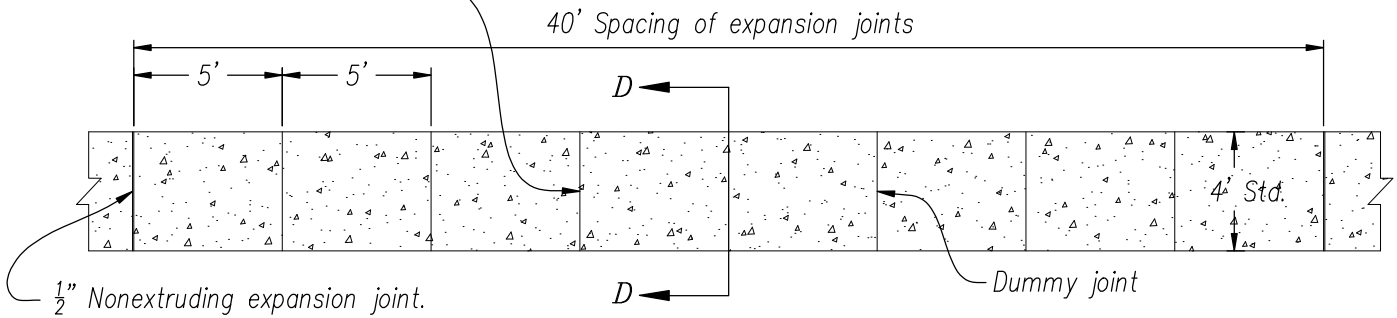 40' Spacing of expansion joints
5' 5'
D
4' Std.
½" Nonextruding expansion joint.
D
Dummy joint